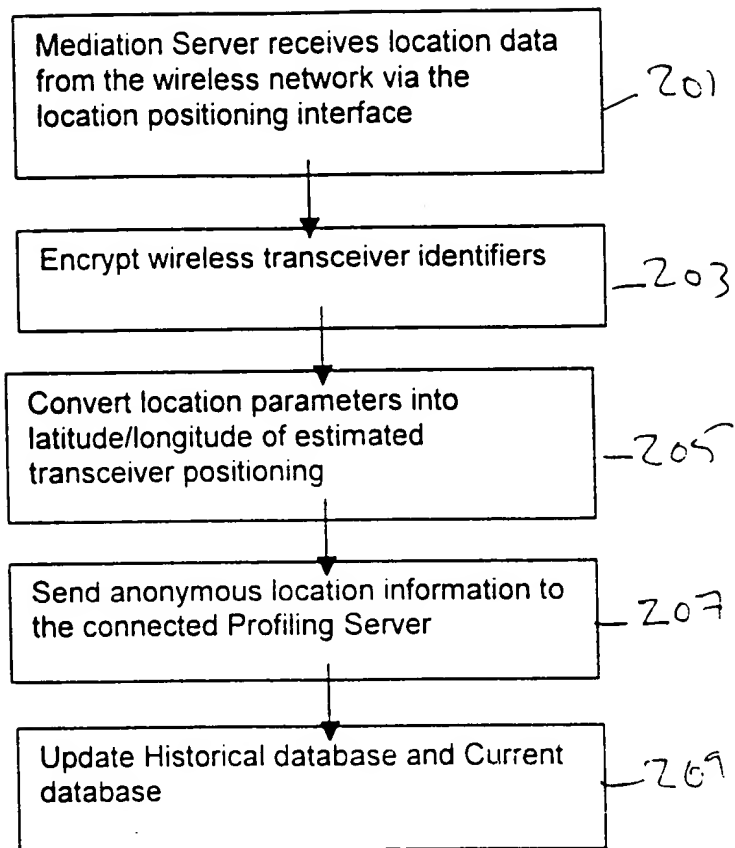 Mediation Server receives location data
from the wireless network via the
location positioning interface
201
Encrypt wireless transceiver identifiers
203
Convert location parameters into
latitude/longitude of estimated
transceiver positioning
205
Send anonymous location information to
the connected Profiling Server
207
Update Historical database and Current
database
209